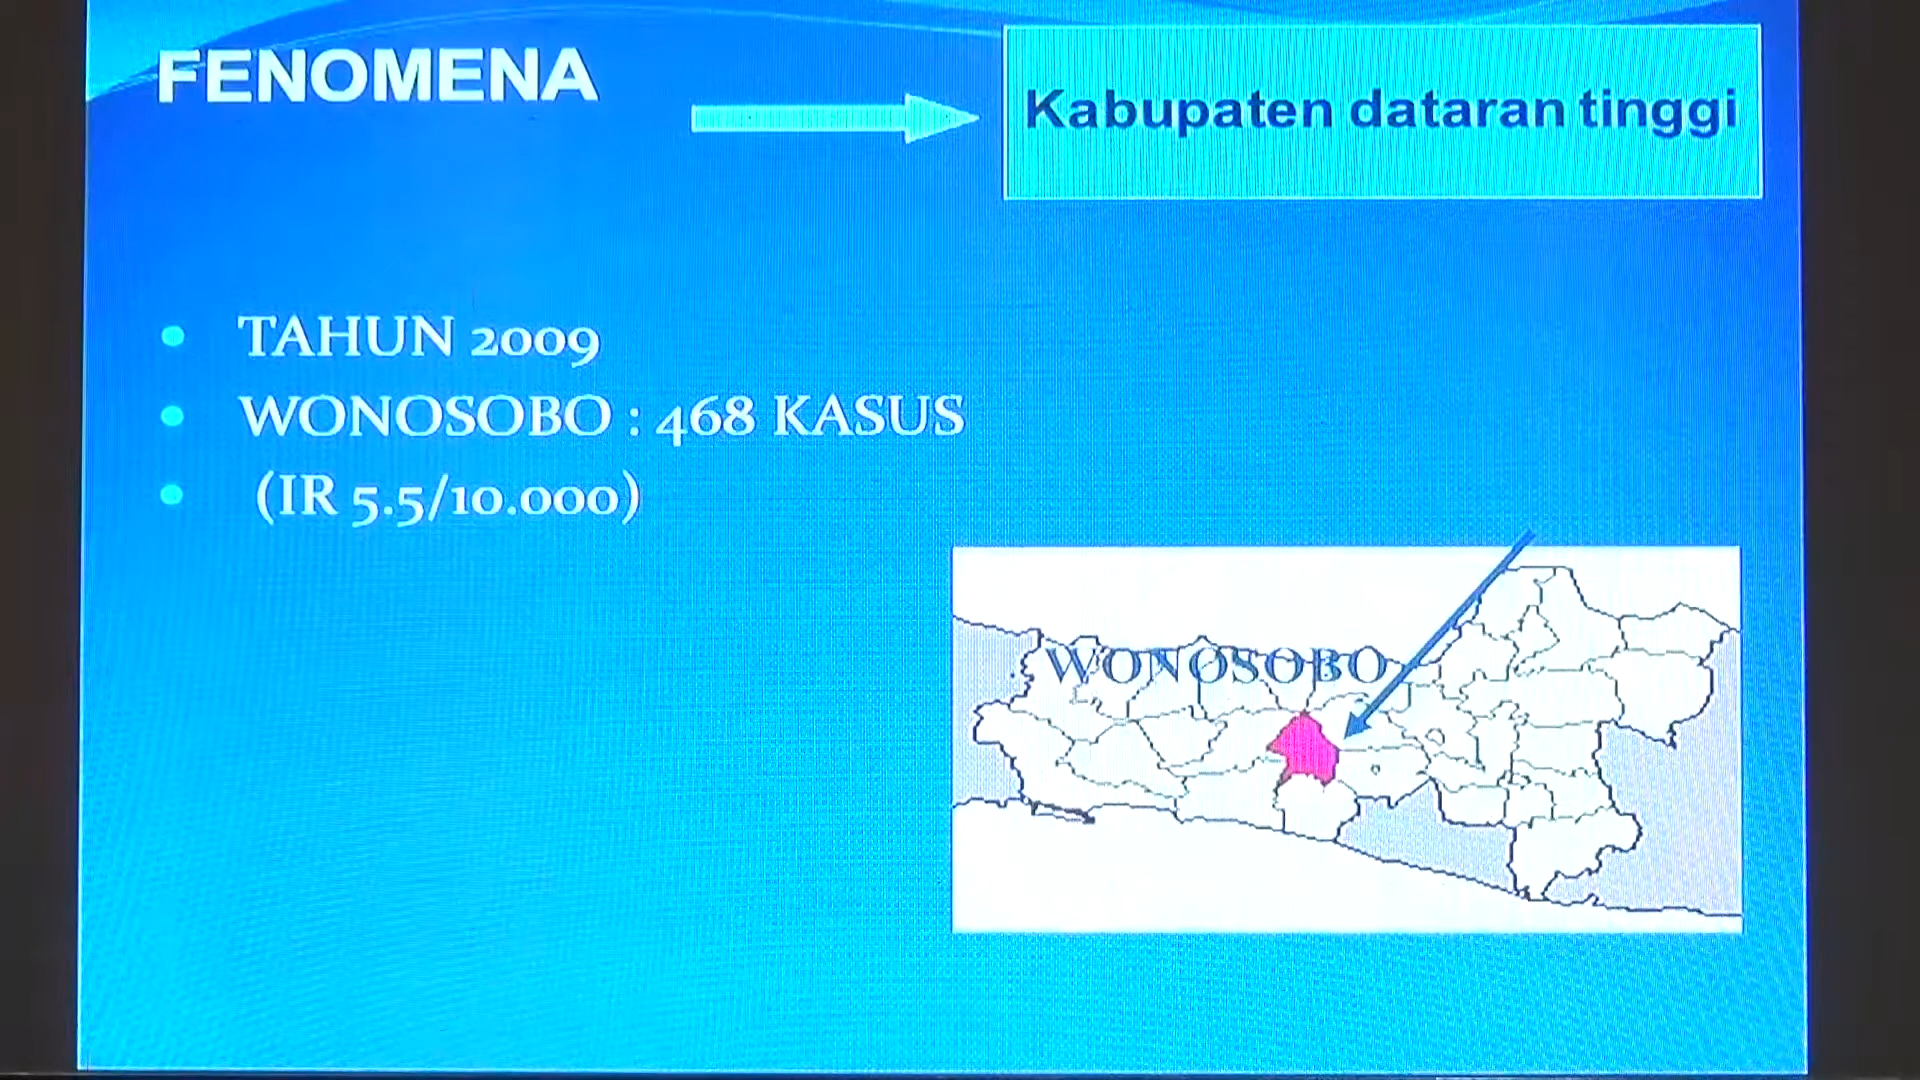 FENOMENA
Kabupaten dataran tinggi
TAHUN 2009
WONOSOBO : 468 KASUS
(IR 5.5/10.000)
WONOSOBO